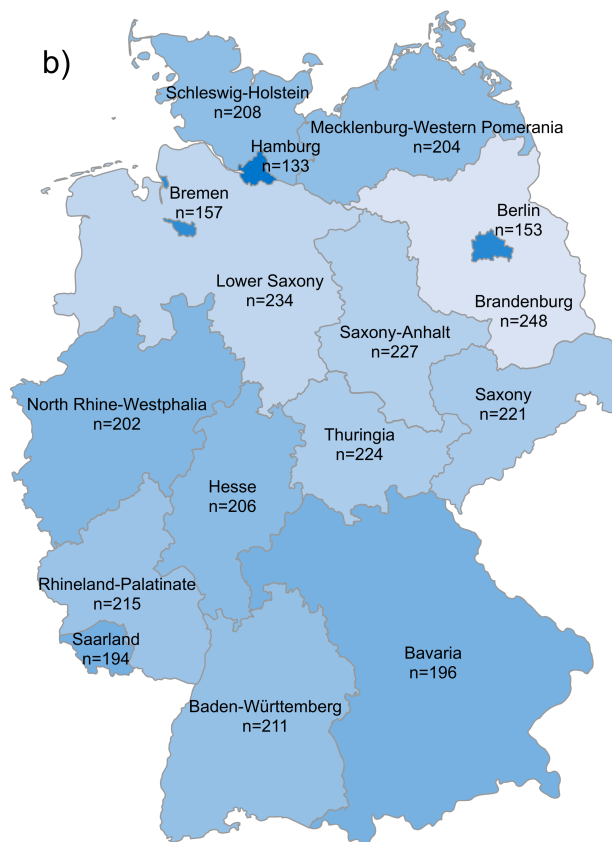 b)
Schleswig-Holstein
n=208
Mecklenburg-Western Pomerania
n=204
Hamburg
n=133
Bremen
n=157
Berlin
n=153
Lower Saxony
n=234
Brandenburg
n=248
Saxony-Anhalt
n=227
Saxony
n=221
North Rhine-Westphalia
n=202
Thuringia
n=224
Hesse
n=206
Rhineland-Palatinate
n=215
Saarland
n=194
Bavaria
n=196
Baden-Württemberg
n=211